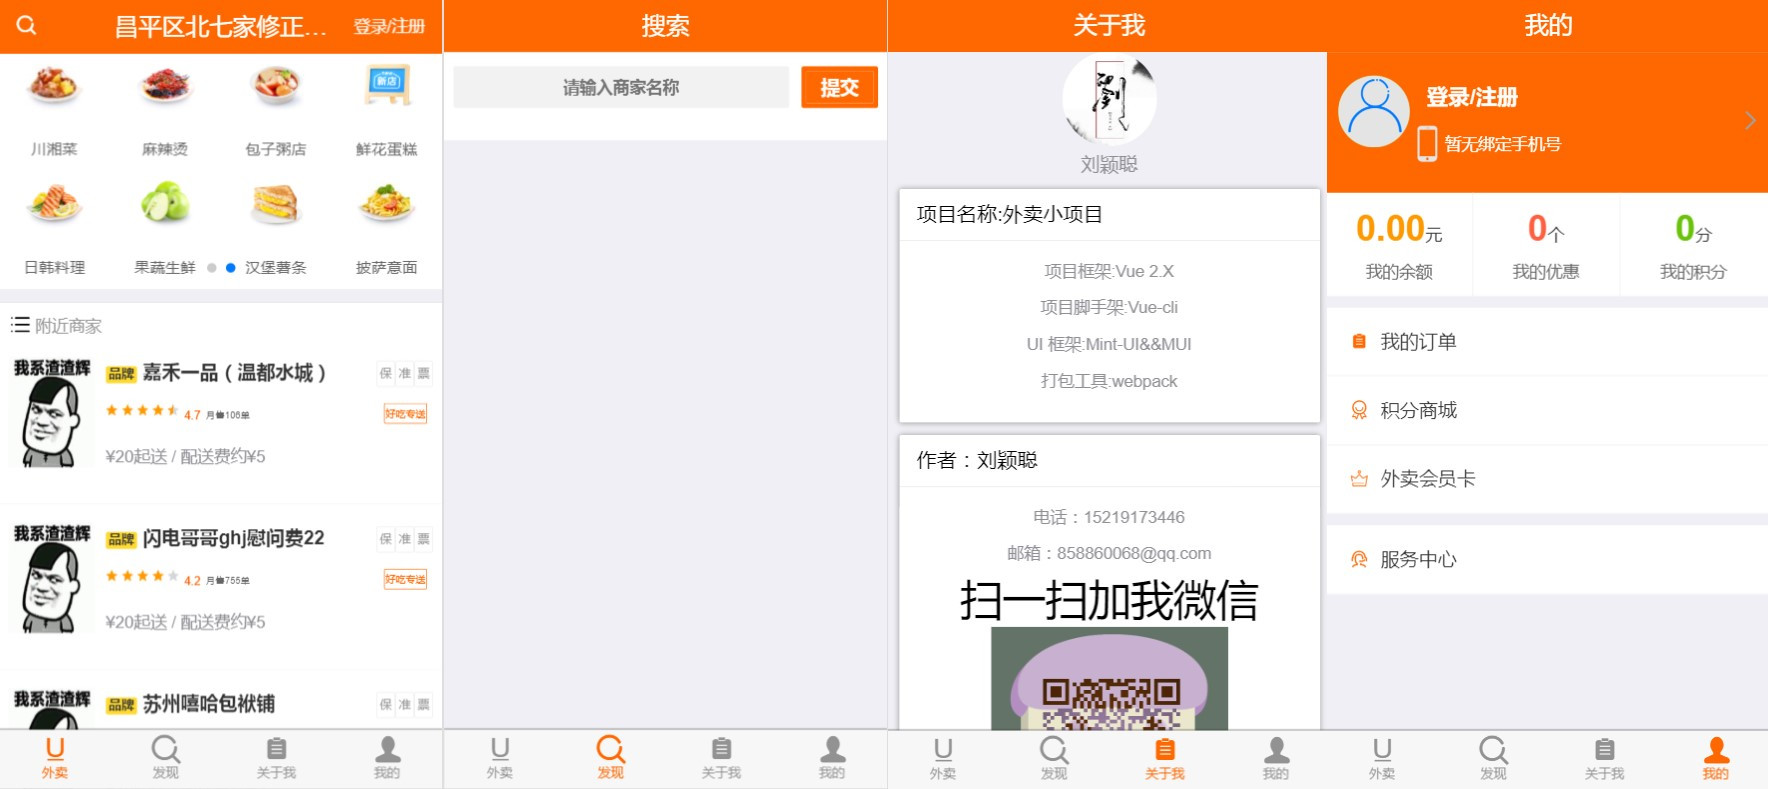 昌平区北七家修正...
登录/注册
川湘菜
麻辣烫
包子粥店
新店
鲜花蛋糕
日韩料理
果蔬生鲜
汉堡薯条
披萨意面
附近商家
我系渣渣辉
品牌 嘉禾一品（温都水城）
保 准 票
4.7 月售106单
好吃专送
¥20起送 / 配送费约¥5
我系渣渣辉
品牌 闪电哥哥ghj慰问费22
保 准 票
4.2 月售755单
好吃专送
¥20起送 / 配送费约¥5
我系渣渣辉
品牌 苏州嘻哈包袱铺
保 准 票
外卖
发现
关于我
我的
搜索
请输入商家名称
提交
外卖
发现
关于我
我的
关于我
刘颖聪
项目名称:外卖小项目
项目框架:Vue 2.X
项目脚手架:Vue-cli
UI 框架:Mint-UI&&MUI
打包工具:webpack
作者：刘颖聪
电话：15219173446
邮箱：858860068@qq.com
扫一扫加我微信
外卖
发现
关于我
我的
我的
登录/注册
暂无绑定手机号
0.00元
0个
0分
我的余额
我的优惠
我的积分
我的订单
积分商城
外卖会员卡
服务中心
外卖
发现
关于我
我的